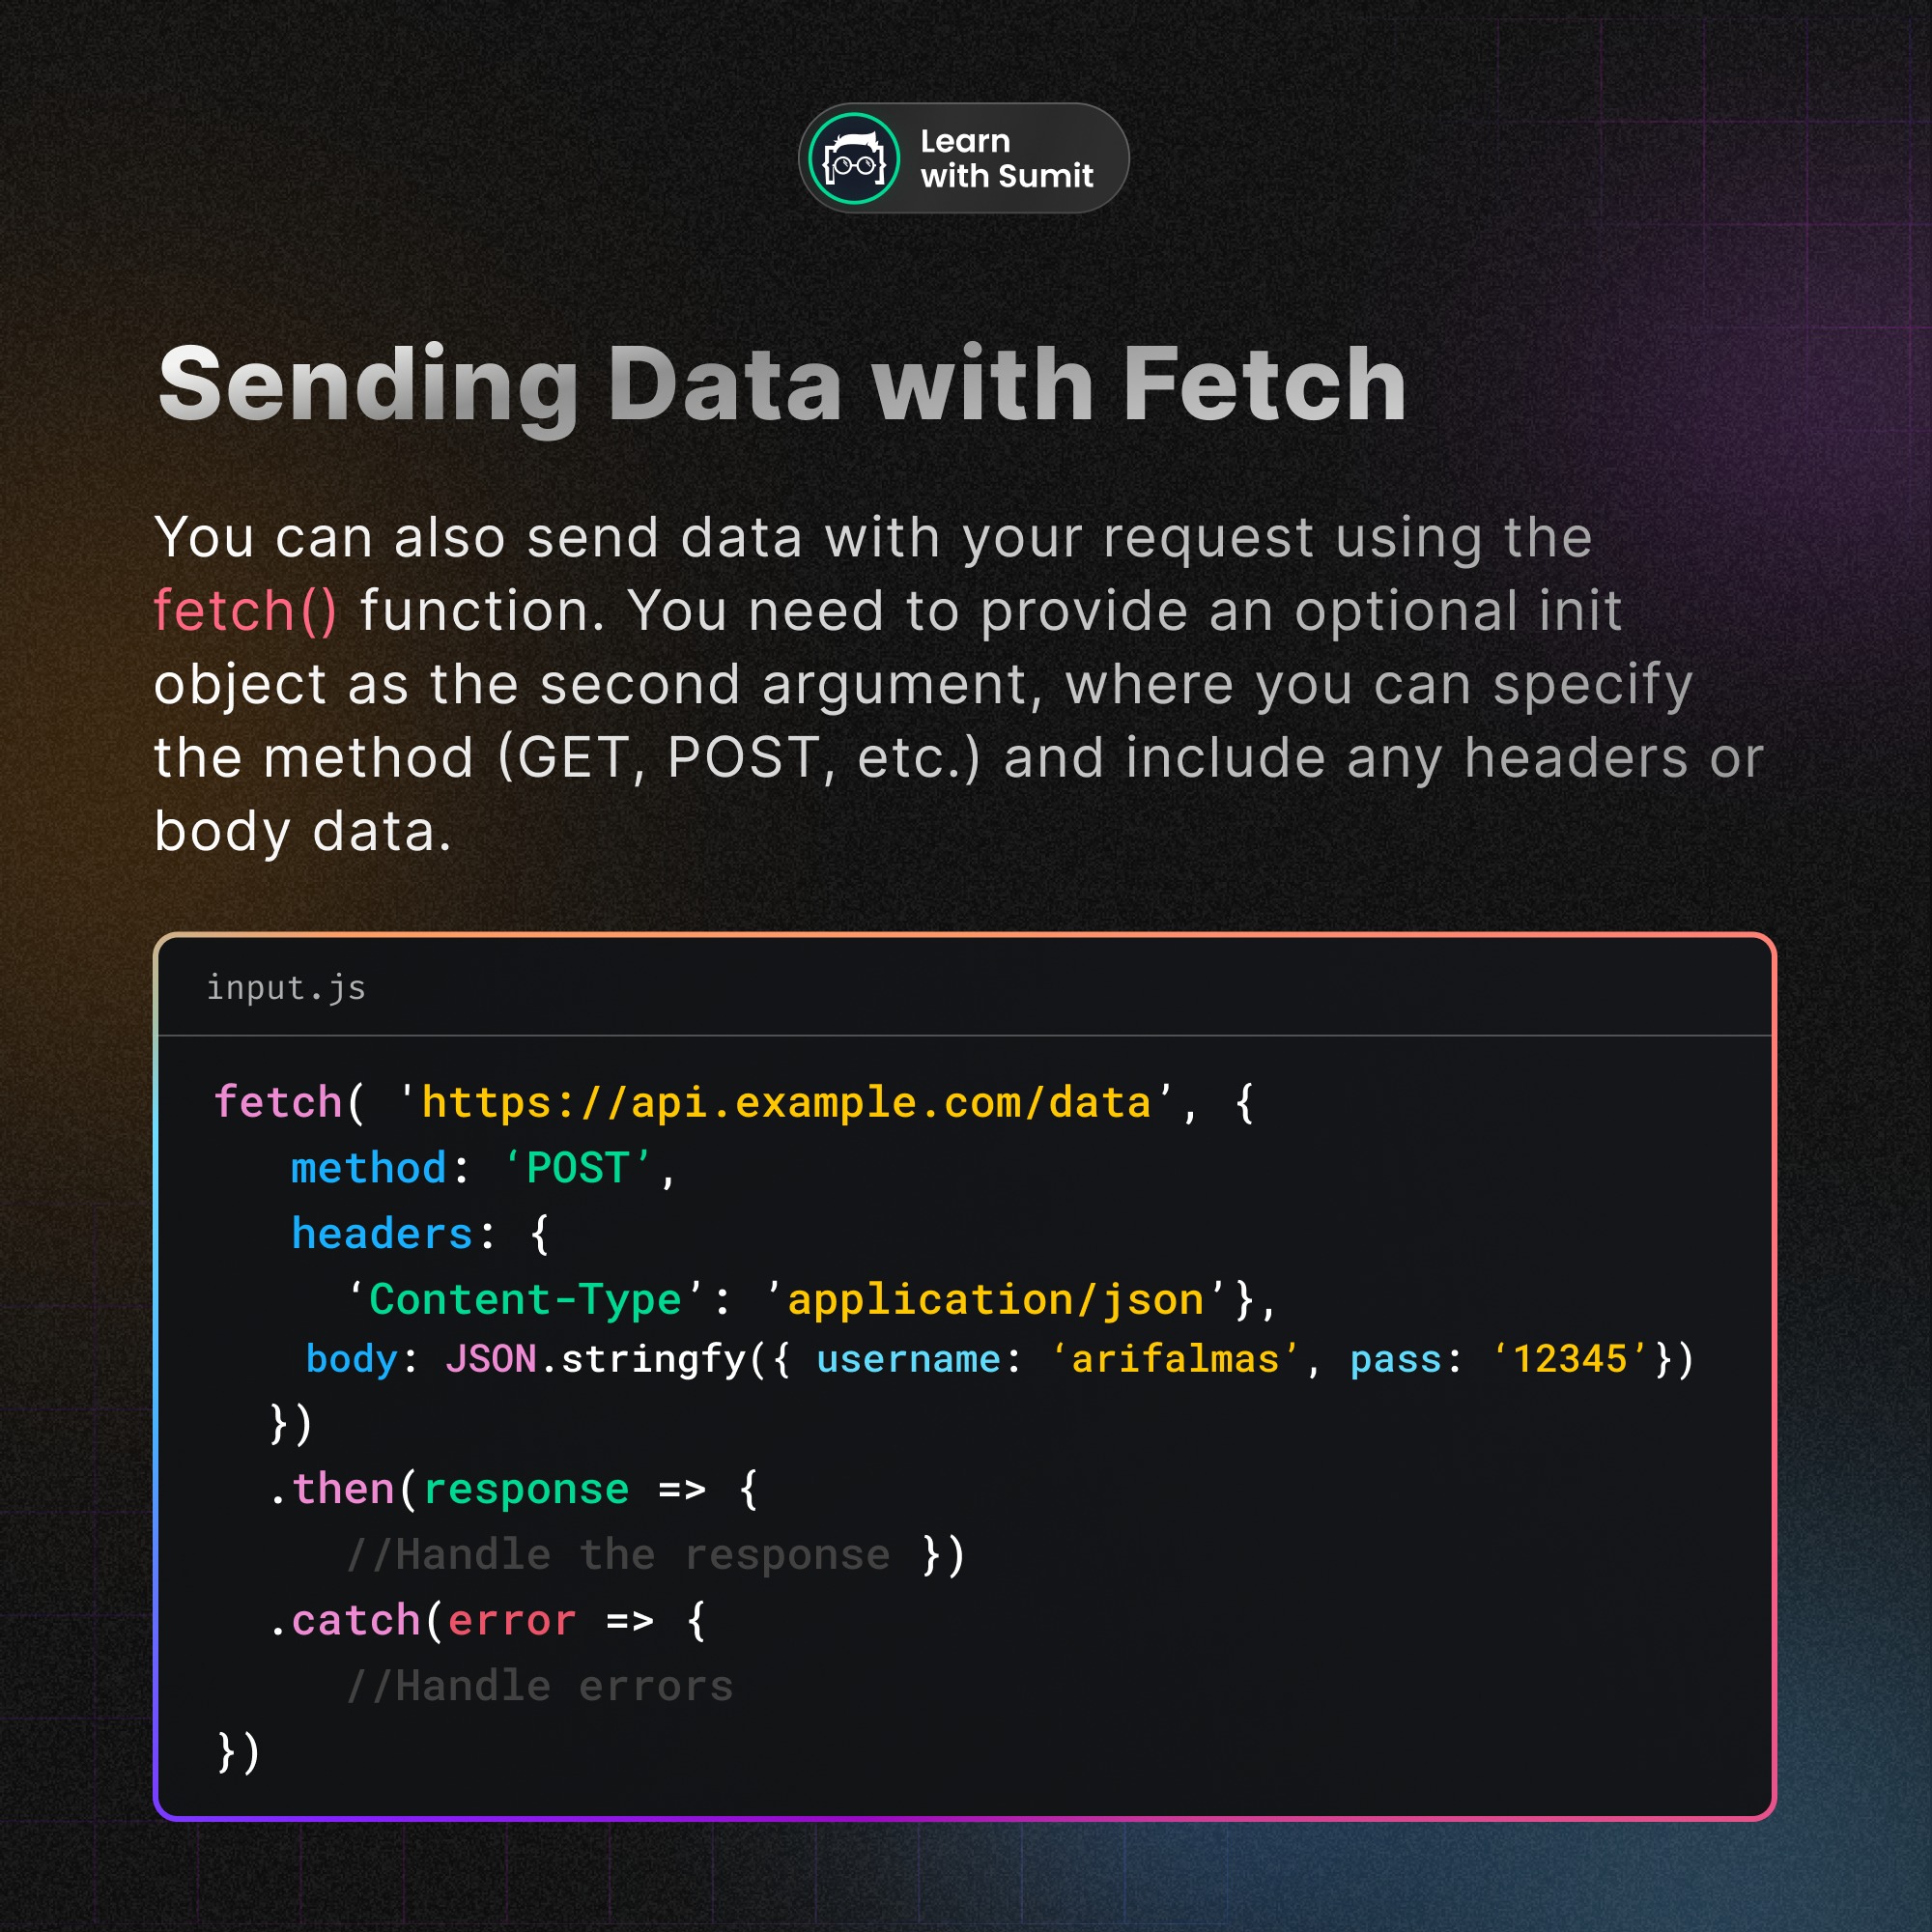 Learn
with Sumit
Sending Data with Fetch
You can also send data with your request using the
fetch() function. You need to provide an optional init
object as the second argument, where you can specify
the method (GET, POST, etc.) and include any headers or
body data.
input.js
fetch( 'https://api.example.com/data’, {
method: ‘POST’,
headers: {
‘Content-Type’: ’application/json’},
body: JSON.stringfy({ username: ‘arifalmas’, pass: ‘12345’})
})
.then(response => {
//Handle the response })
.catch(error => {
//Handle errors
})